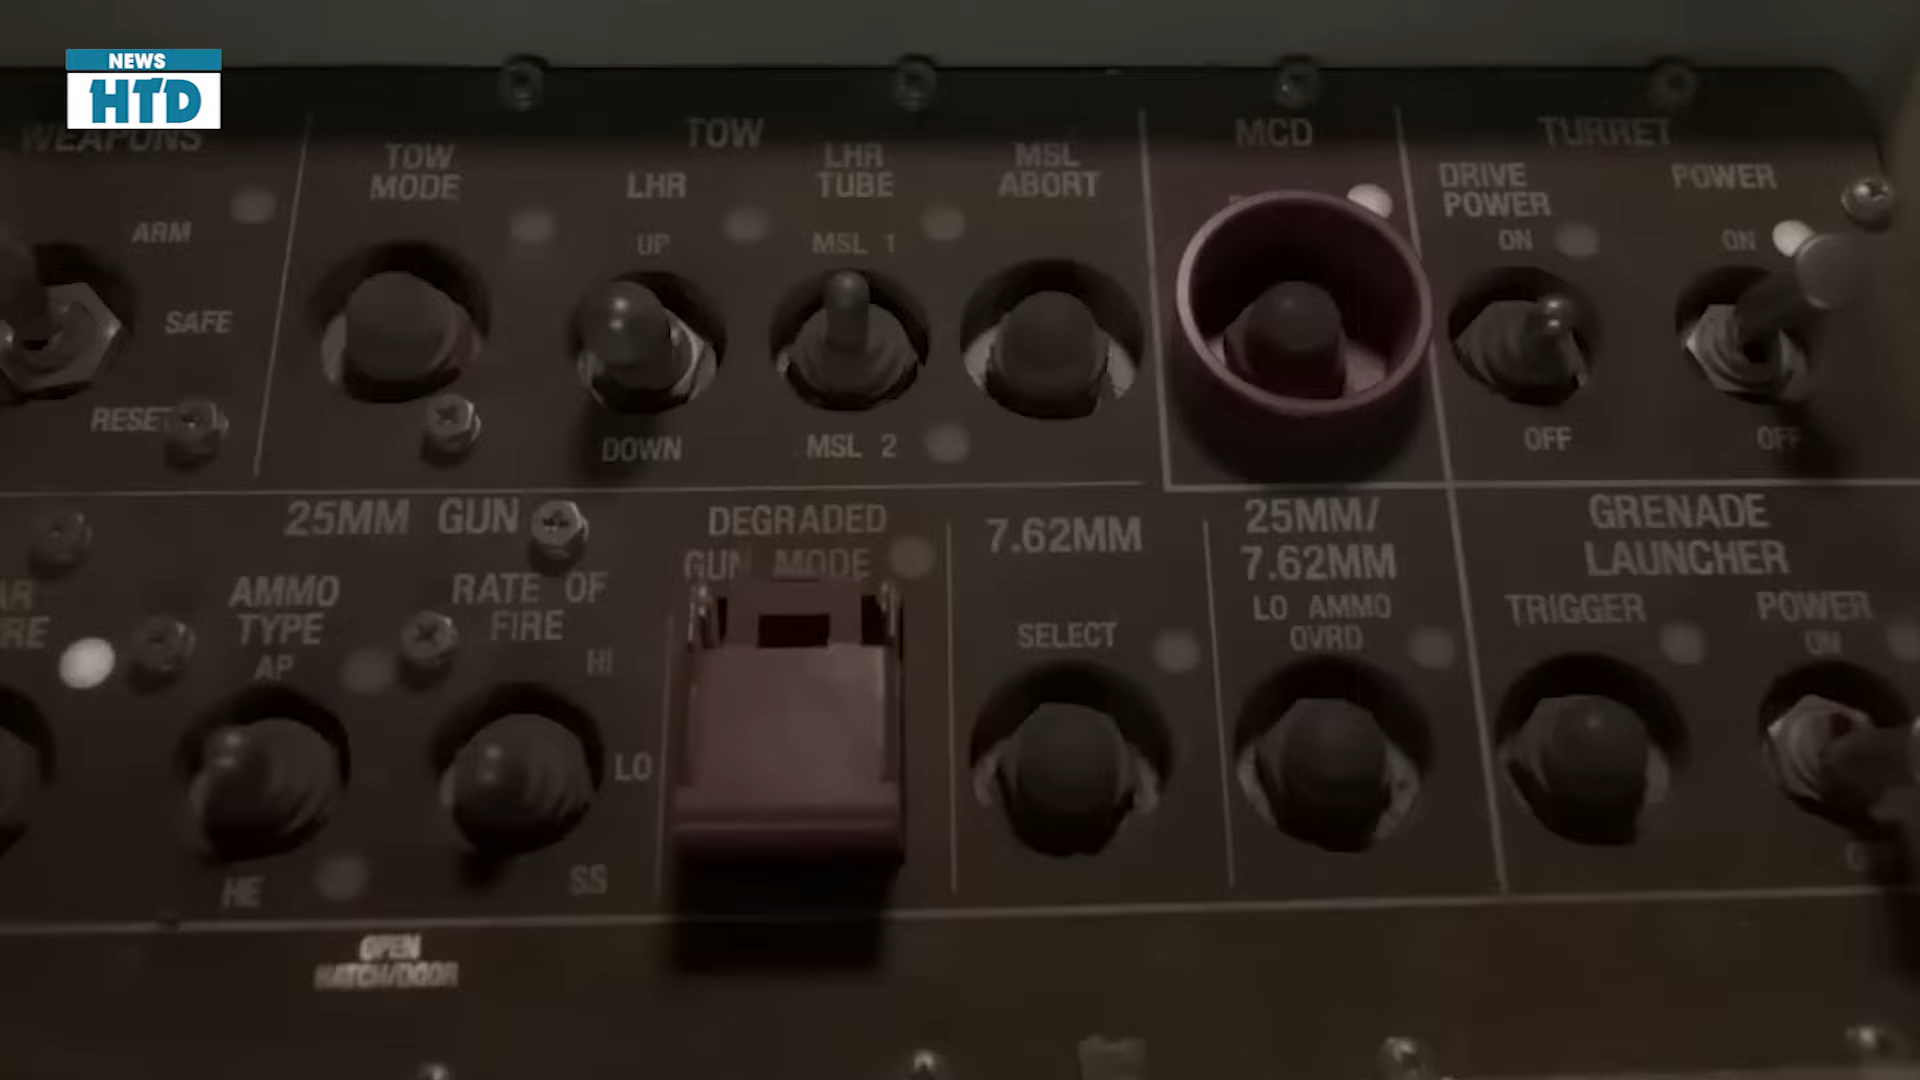 NEWS
HTD
WEAPONS
TOW
MCD
TURRET
TOW
MODE
LHR
LHR
TUBE
MSL
ABORT
DRIVE
POWER
POWER
ARM
UP
MSL 1
ON
ON
SAFE
RESET
DOWN
MSL 2
OFF
OFF
25MM GUN
DEGRADED
GUN MODE
7.62MM
25MM/
7.62MM
GRENADE
LAUNCHER
AMMO
TYPE
AP
RATE OF
FIRE
HI
SELECT
LO AMMO
OVRD
TRIGGER
POWER
ON
LO
HE
SS
OPEN
HATCH/DOOR